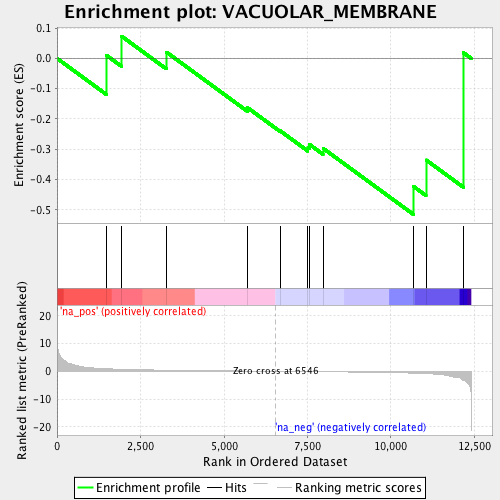 Enrichment plot: VACUOLAR_MEMBRANE
Enrichment score (ES)
0.1
0.0
-0.1
-0.2
-0.3
-0.4
-0.5
'na_pos' (positively correlated)
Ranked list metric (PreRanked)
20
10
0
-10
-20
Zero cross at 6546
'na_neg' (negatively correlated)
0
2,500
5,000
7,500
10,000
12,500
Rank in Ordered Dataset
Enrichment profile
Hits
Ranking metric scores